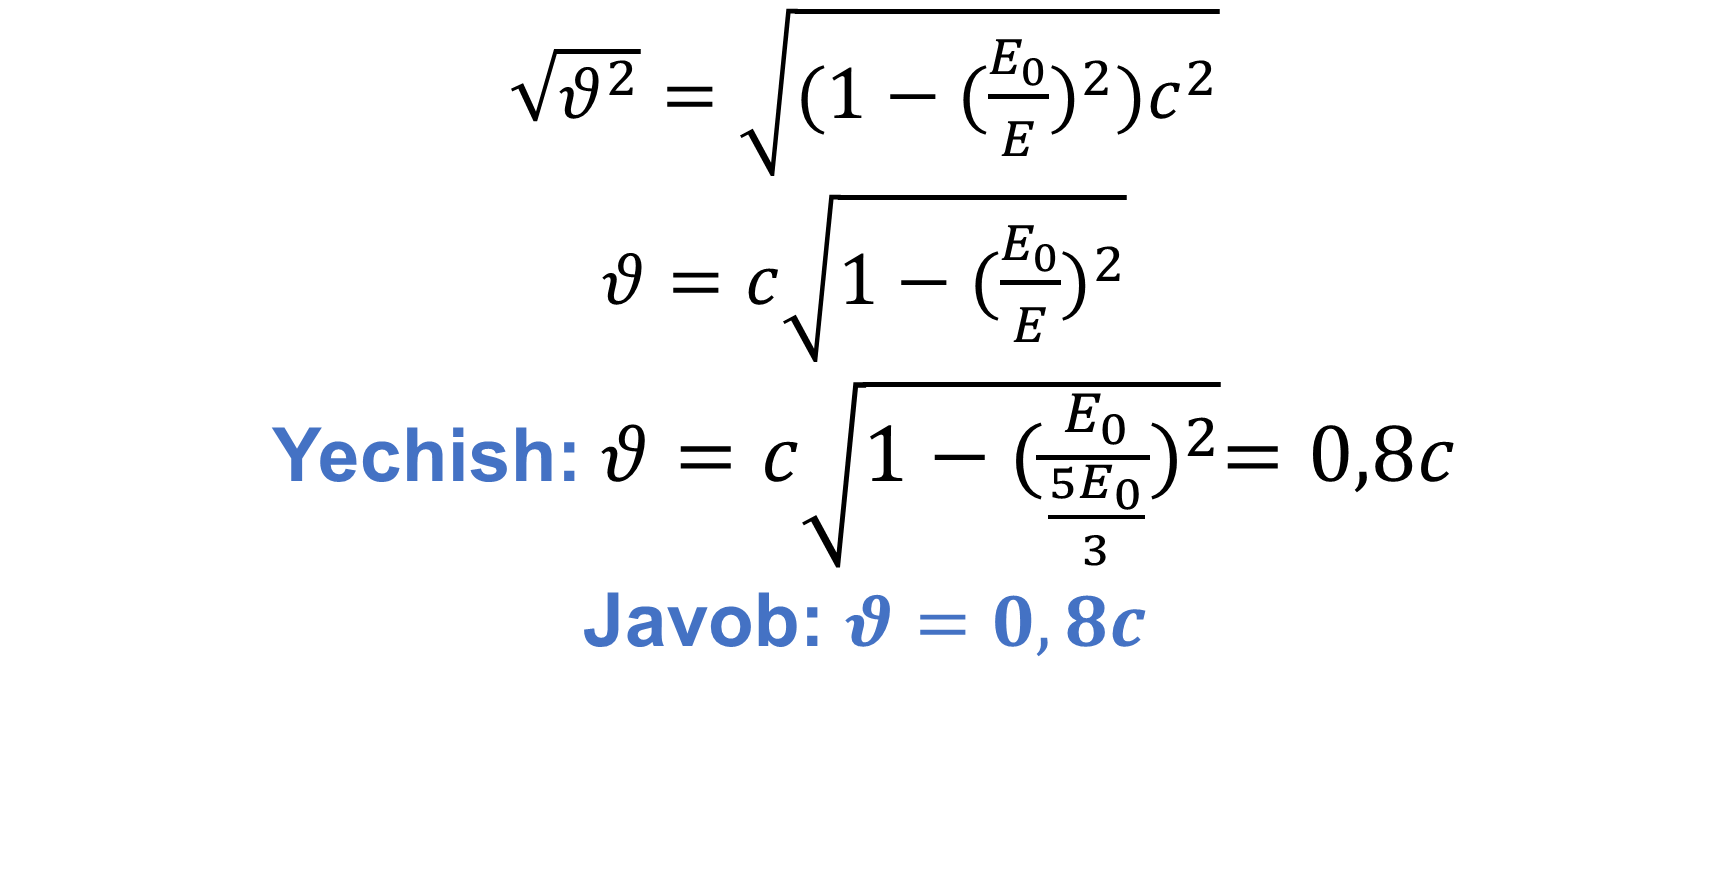 √ϑ² = √((1 − (E₀/E)²)c²)
ϑ = c√(1 − (E₀/E)²)
Yechish: ϑ = c√(1 − (E₀/(5E₀/3))²) = 0,8c
Javob: ϑ = 0,8c